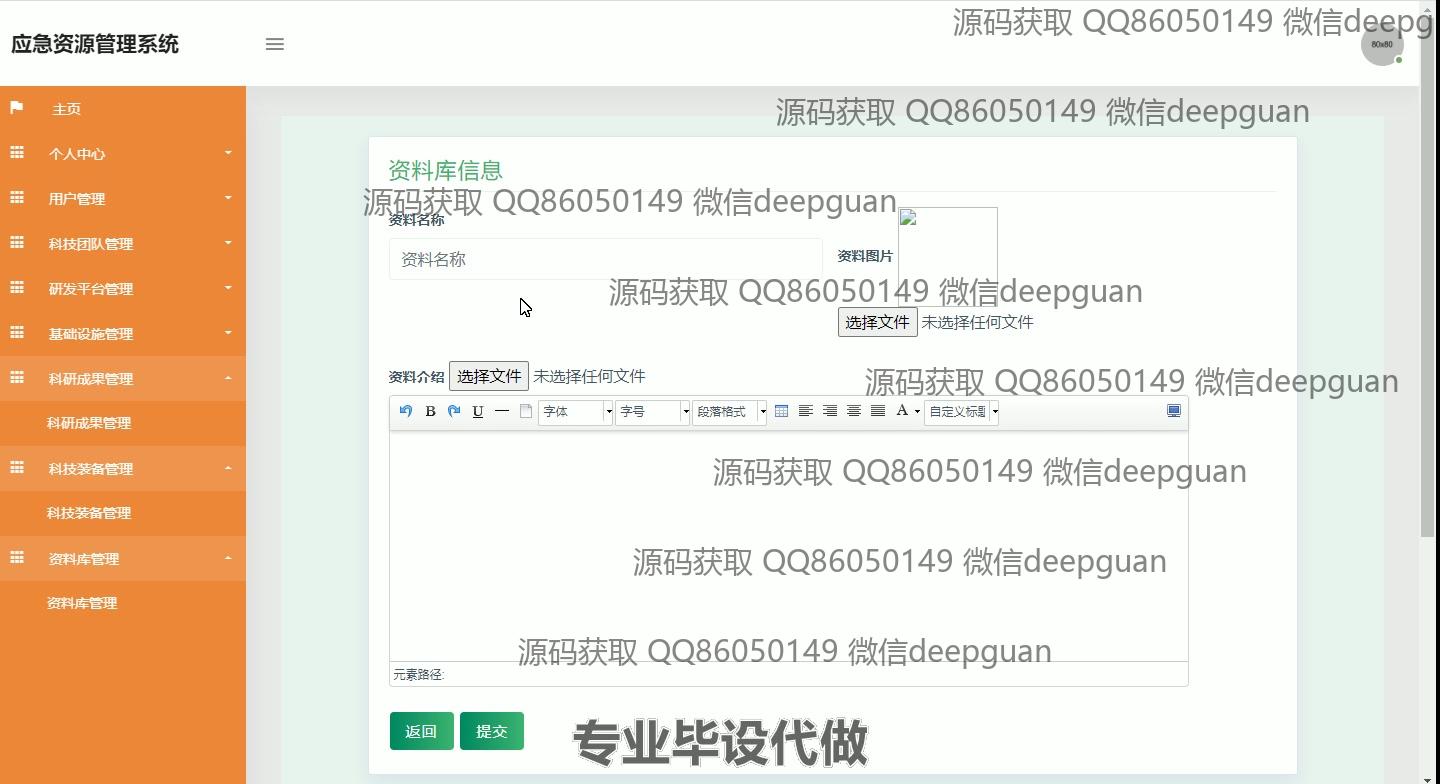 源码获取 QQ86050149 微信deepg
应急资源管理系统
80x80
主页
源码获取 QQ86050149 微信deepguan
个人中心
资料库信息
用户管理
源码获取 QQ86050149 微信deepguan
资料名称
科技团队管理
资料名称
资料图片
研发平台管理
源码获取 QQ86050149 微信deepguan
选择文件 未选择任何文件
基础设施管理
科研成果管理
资料介绍 选择文件 未选择任何文件
源码获取 QQ86050149 微信deepguan
B U 字体 字号 段落格式 A 自定义标题
科研成果管理
科技装备管理
源码获取 QQ86050149 微信deepguan
科技装备管理
资料库管理
源码获取 QQ86050149 微信deepguan
资料库管理
源码获取 QQ86050149 微信deepguan
元素路径:
返回 提交
专业毕设代做